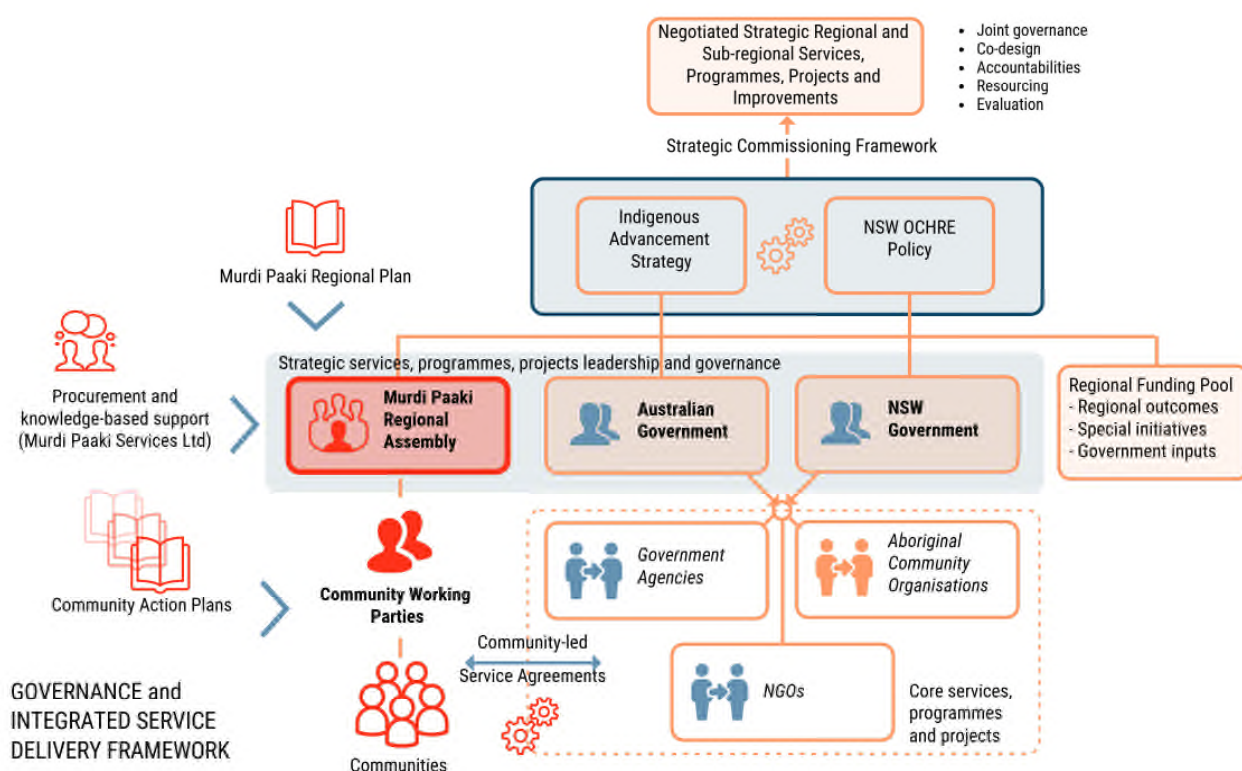 Negotiated Strategic Regional and
Sub-regional Services,
Programmes, Projects and
Improvements
• Joint governance
• Co-design
• Accountabilities
• Resourcing
• Evaluation
Strategic Commissioning Framework
Indigenous
Advancement
Strategy
NSW OCHRE
Policy
Murdi Paaki Regional Plan
Strategic services, programmes, projects leadership and governance
Procurement and
knowledge-based support
(Murdi Paaki Services Ltd)
Murdi Paaki
Regional
Assembly
Australian
Government
NSW
Government
Regional Funding Pool
- Regional outcomes
- Special initiatives
- Government inputs
Community Action Plans
Community Working
Parties
Government
Agencies
Aboriginal
Community
Organisations
Community-led
Service Agreements
NGOs
Core services,
programmes
and projects
Communities
GOVERNANCE and
INTEGRATED SERVICE
DELIVERY FRAMEWORK